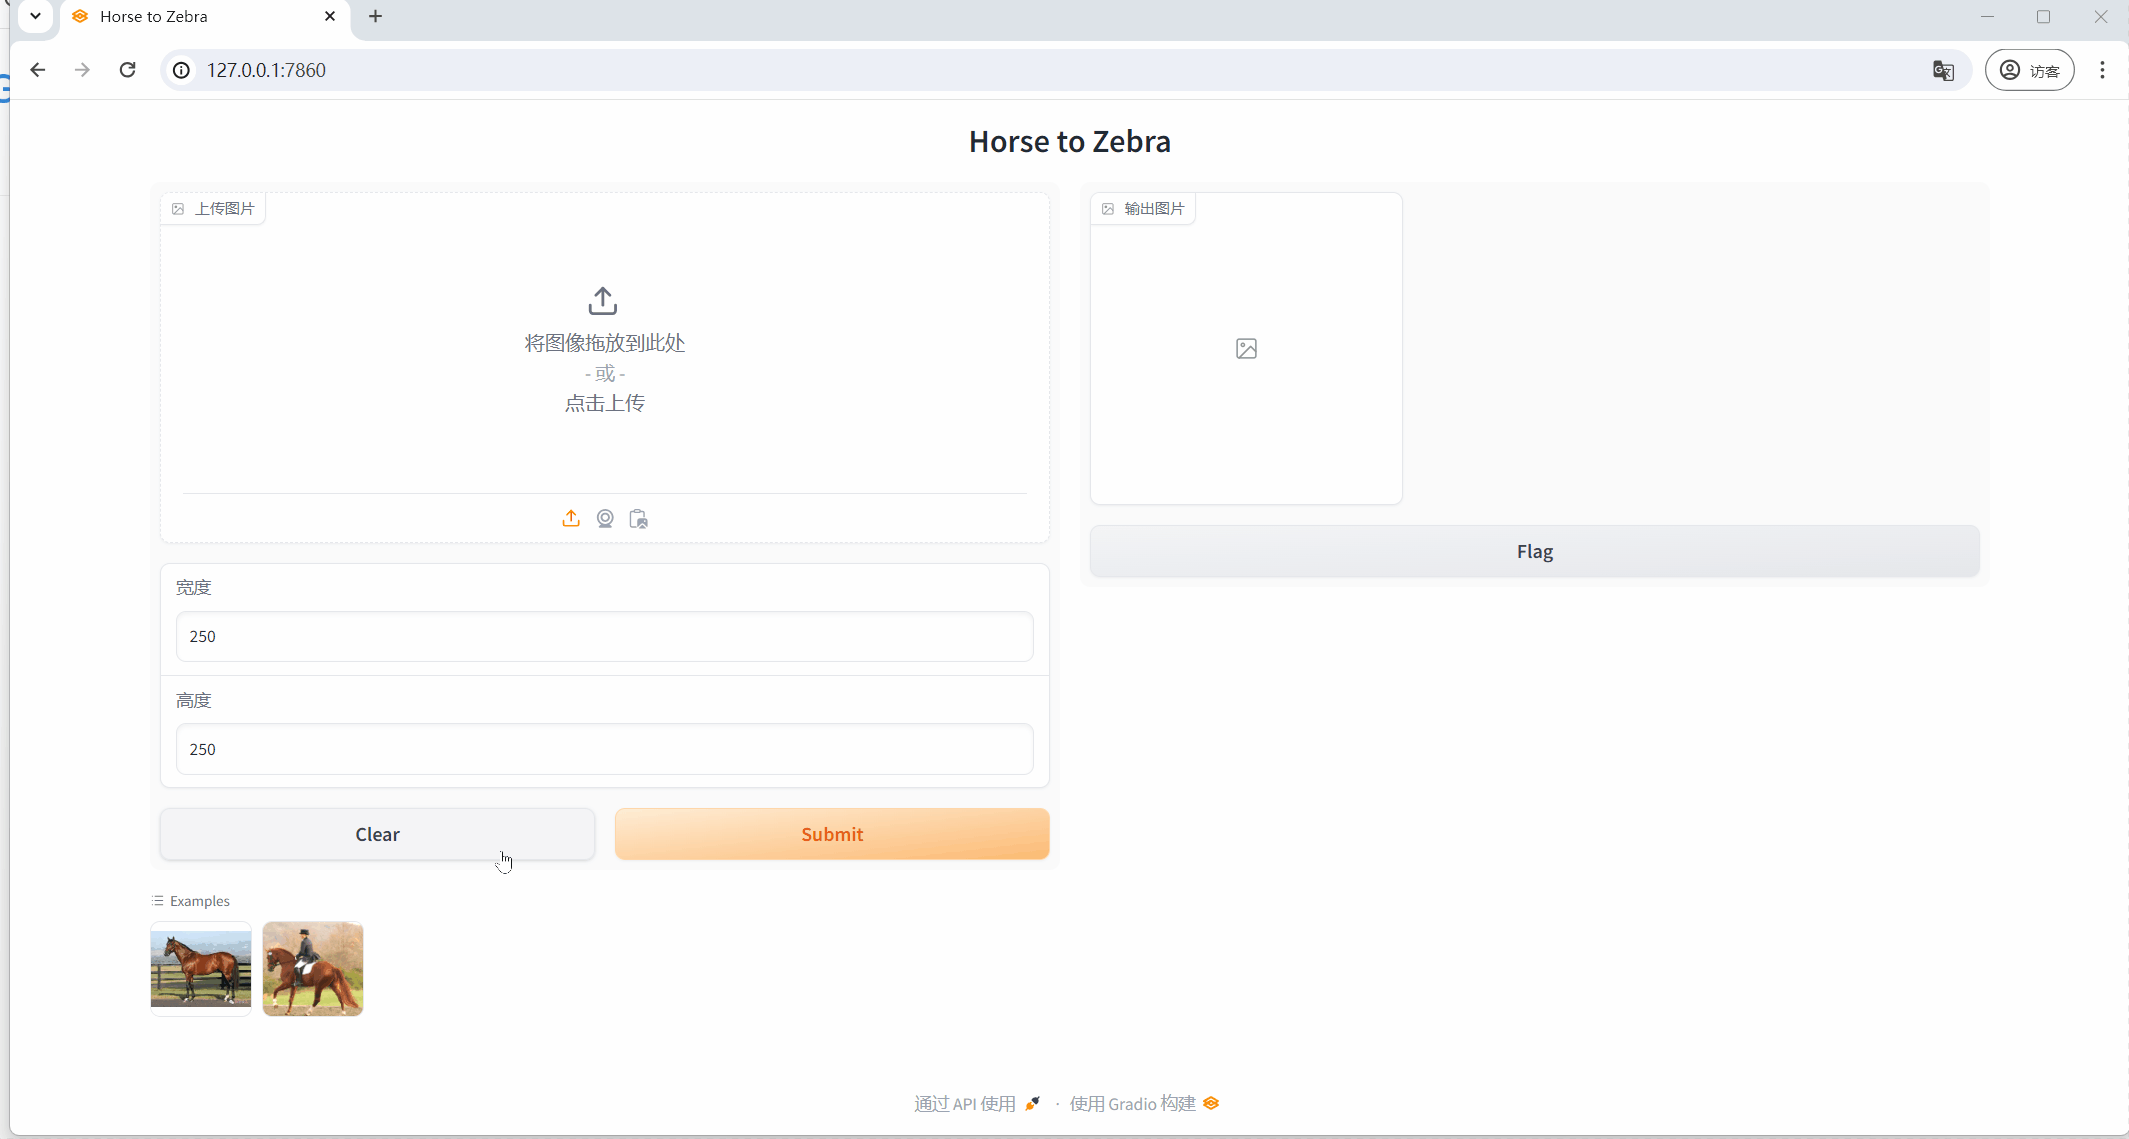 Horse to Zebra
127.0.0.1:7860
访客
Horse to Zebra
上传图片
将图像拖放到此处
- 或 -
点击上传
宽度
250
高度
250
Clear
Submit
输出图片
Flag
Examples
通过 API 使用 · 使用 Gradio 构建